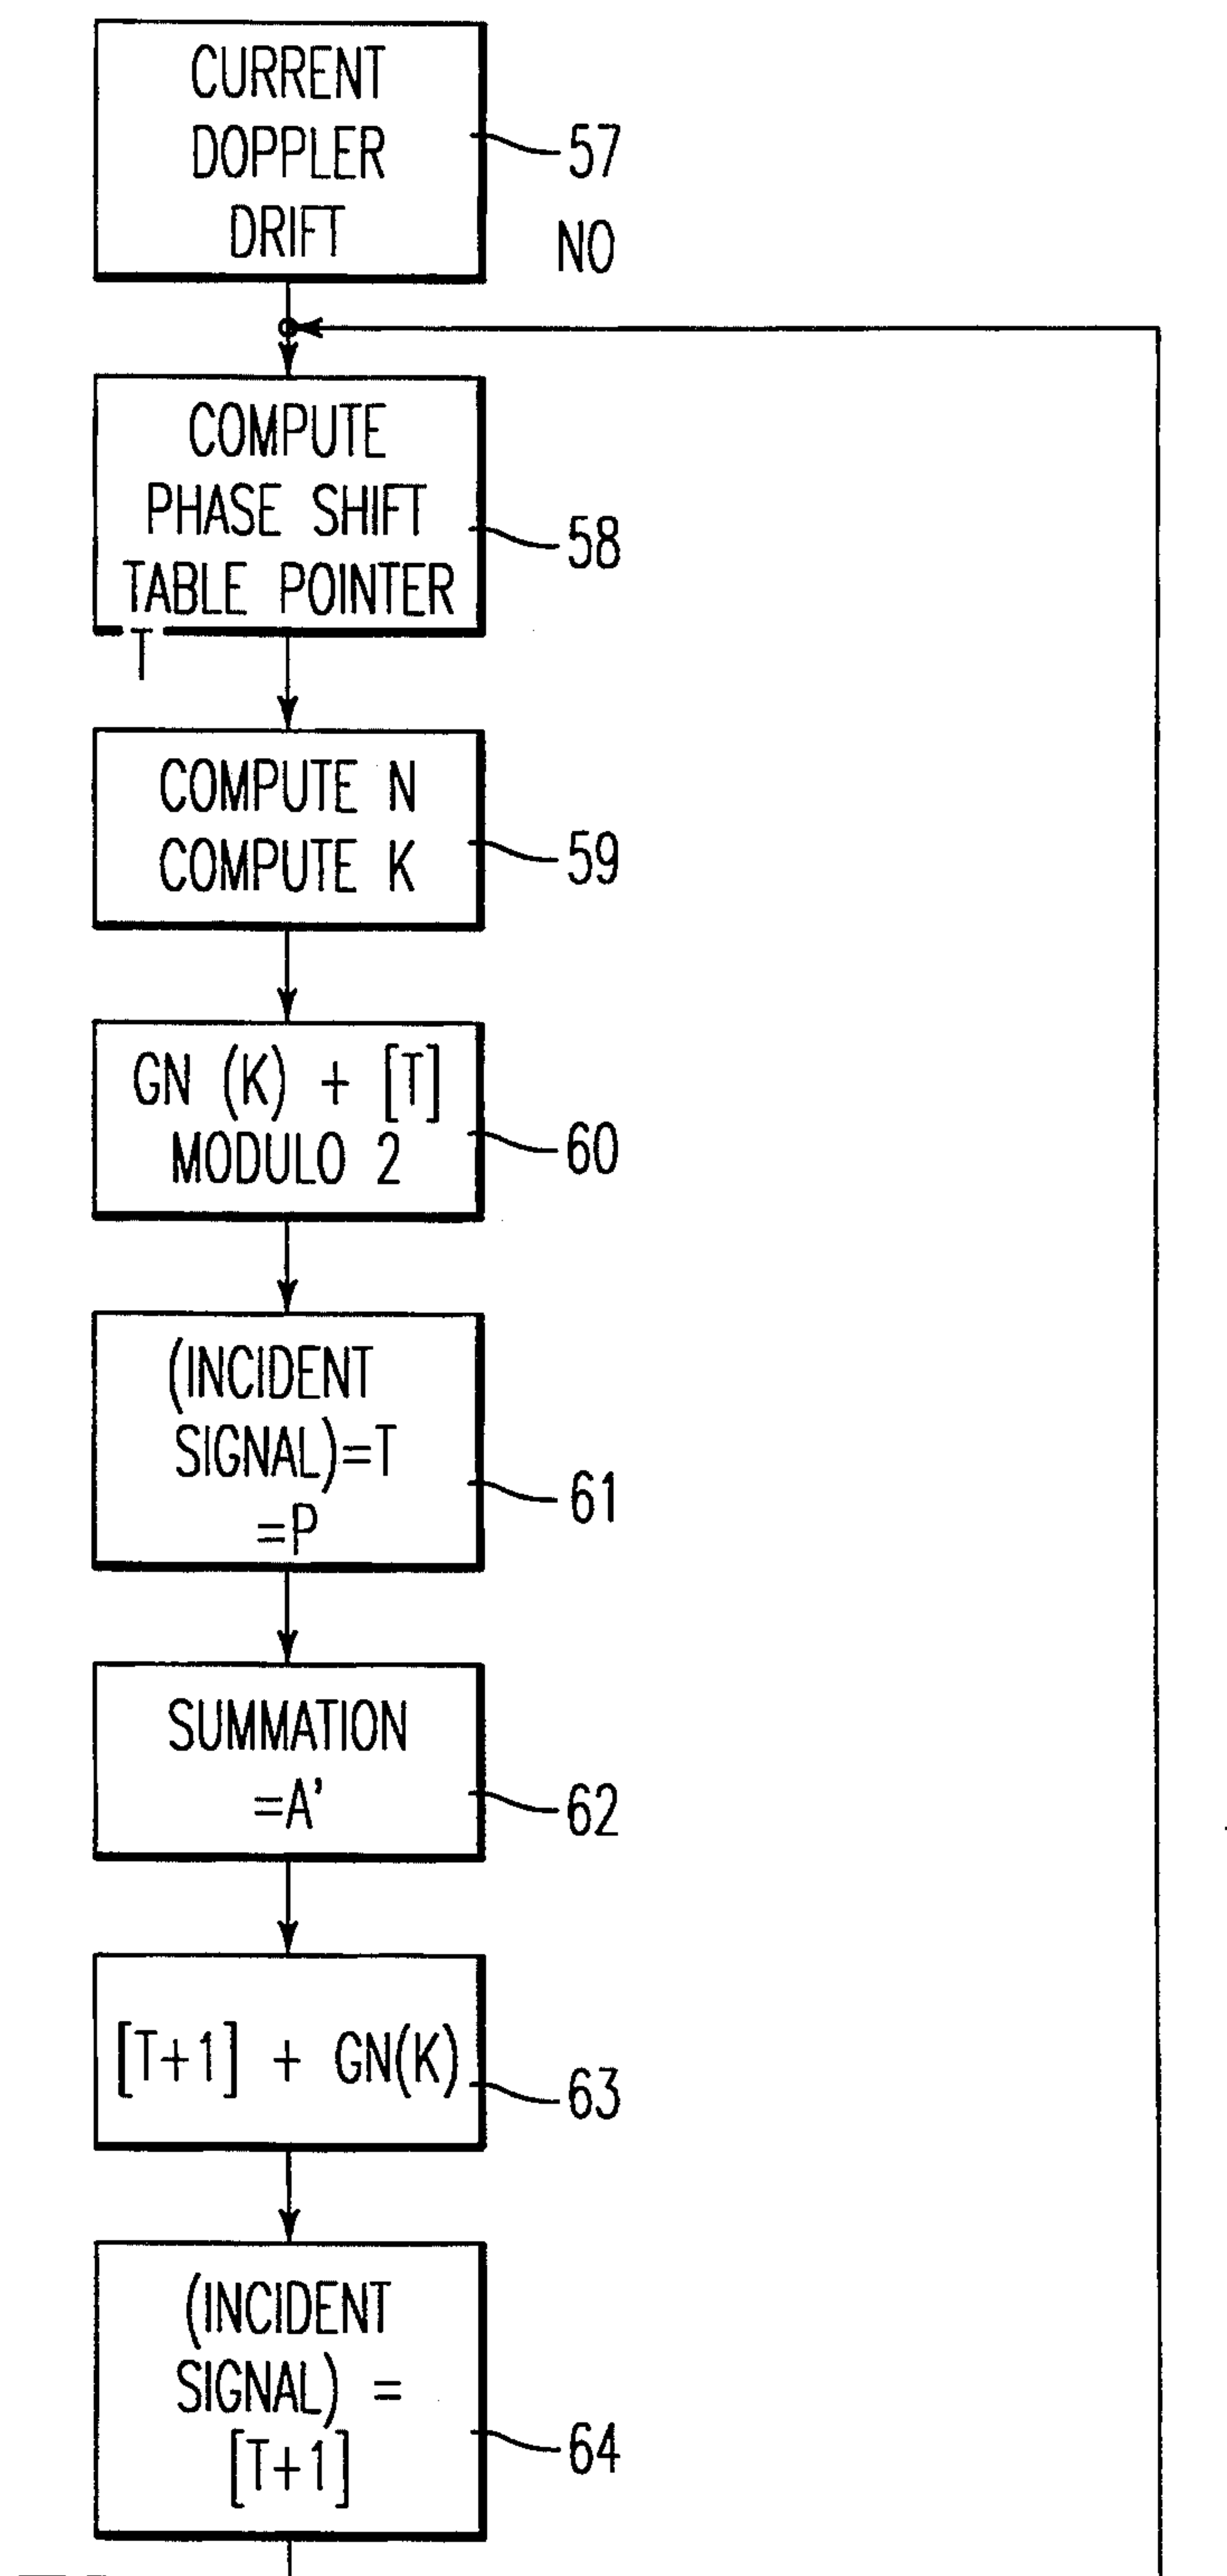 CURRENT
DOPPLER
DRIFT
57
NO
COMPUTE
PHASE SHIFT
TABLE POINTER
T
58
COMPUTE N
COMPUTE K
59
GN (K) + [T]
MODULO 2
60
(INCIDENT
SIGNAL)=T
=P
61
SUMMATION
=A'
62
[T+1] + GN(K)
63
(INCIDENT
SIGNAL) =
[T+1]
64